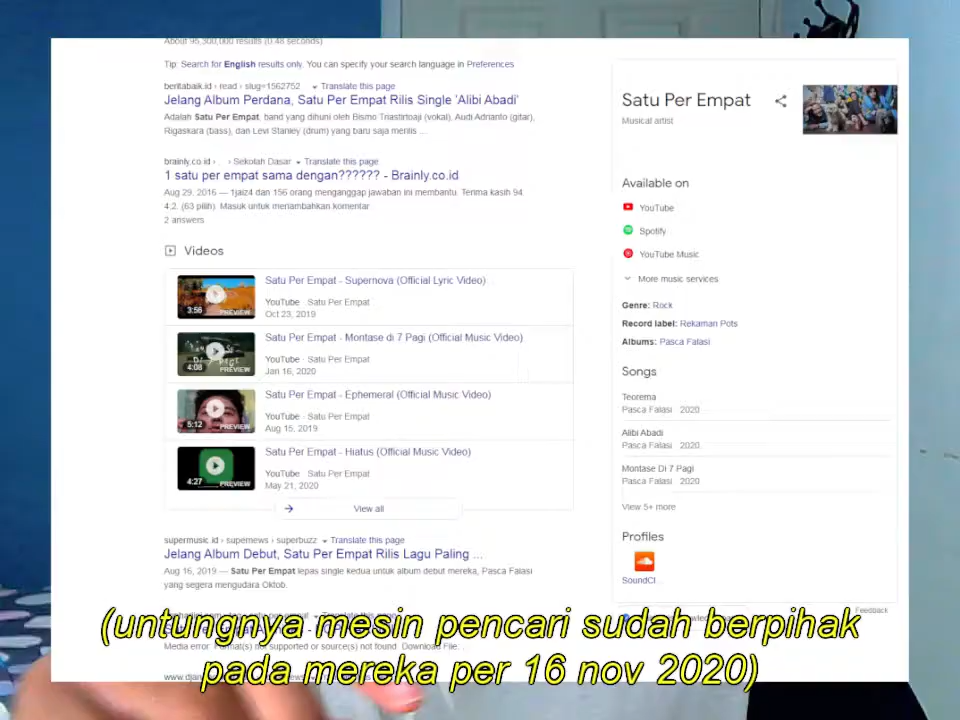 About 95,300,000 results (0.48 seconds)
Tip: Search for English results only. You can specify your search language in Preferences
beritabaik.id › read › slug=1562752 Translate this page
Jelang Album Perdana, Satu Per Empat Rilis Single 'Alibi Abadi'
Adalah Satu Per Empat, band yang dihuni oleh Bismo Triastirtoaji (vokal), Audi Adrianto (gitar),
Rigaskara (bass), dan Levi Stanley (drum) yang baru saja merilis ...
brainly.co.id › ... › Sekolah Dasar Translate this page
1 satu per empat sama dengan?????? - Brainly.co.id
Aug 29, 2016 — 1jaiz4 dan 156 orang menganggap jawaban ini membantu. Terima kasih 94.
4,2. (63 pilih). Masuk untuk menambahkan komentar
2 answers
Videos
3:56 PREVIEW
Satu Per Empat - Supernova (Official Lyric Video)
YouTube · Satu Per Empat
Oct 23, 2019
4:08 PREVIEW
Satu Per Empat - Montase di 7 Pagi (Official Music Video)
YouTube · Satu Per Empat
Jan 16, 2020
5:12 PREVIEW
Satu Per Empat - Ephemeral (Official Music Video)
YouTube · Satu Per Empat
Aug 15, 2019
4:27 PREVIEW
Satu Per Empat - Hiatus (Official Music Video)
YouTube · Satu Per Empat
May 21, 2020
View all
supermusic.id › supernews › superbuzz Translate this page
Jelang Album Debut, Satu Per Empat Rilis Lagu Paling ...
Aug 16, 2019 — Satu Per Empat lepas single kedua untuk album debut mereka, Pasca Falasi
yang segera mengudara Oktob.
Media error: Format(s) not supported or source(s) not found. Download File:
Satu Per Empat
Musical artist
Available on
YouTube
Spotify
YouTube Music
More music services
Genre: Rock
Record label: Rekaman Pots
Albums: Pasca Falasi
Songs
Teorema
Pasca Falasi 2020
Alibi Abadi
Pasca Falasi 2020
Montase Di 7 Pagi
Pasca Falasi 2020
View 5+ more
Profiles
SoundCl...
Feedback
(untungnya mesin pencari sudah berpihak
pada mereka per 16 nov 2020)